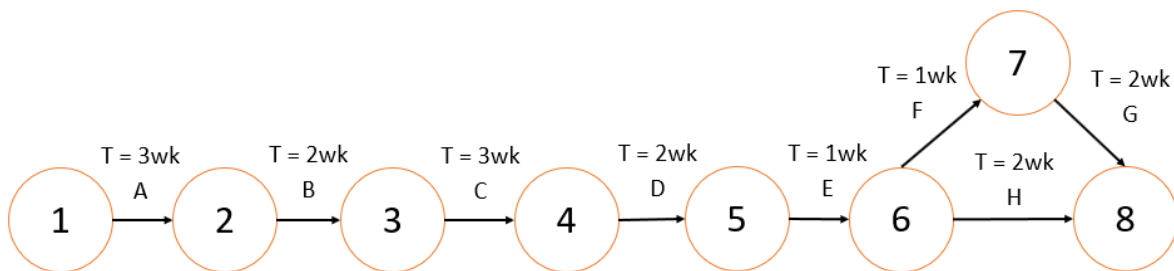 7
T = 1wk
F
T = 2wk
G
T = 3wk
A
T = 2wk
B
T = 3wk
C
T = 2wk
D
T = 1wk
E
T = 2wk
H
1
2
3
4
5
6
8